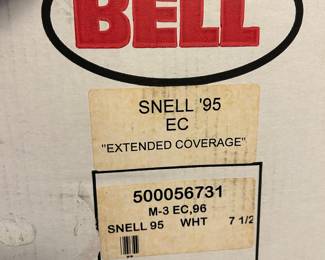 BELL
SNELL '95
EC
"EXTENDED COVERAGE"
500056731
M-3 EC,96
SNELL 95 WHT 7 1/2